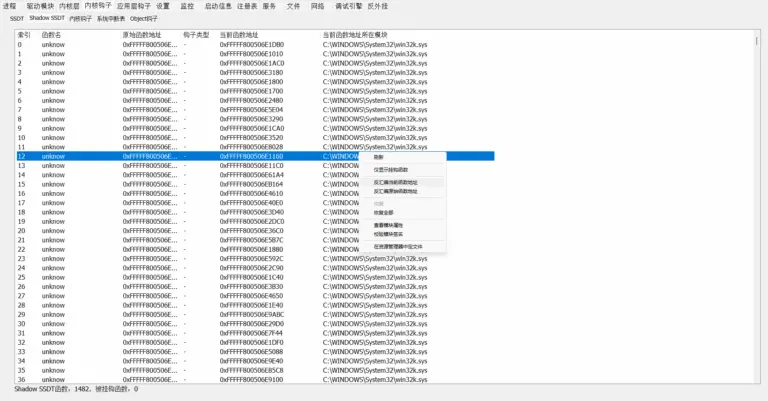 进程 驱动模块 内核层 内核钩子 应用层钩子 设置 监控 启动信息 注册表 服务 文件 网络 调试引擎 反外挂
SSDT Shadow SSDT 内核钩子 系统中断表 Object钩子
索引 函数名 原始函数地址 钩子类型 当前函数地址 当前函数地址所在模块
0 unknow 0xFFFFF800506E... - 0xFFFFF800506E1DB0 C:\WINDOWS\System32\win32k.sys
1 unknow 0xFFFFF800506E... - 0xFFFFF800506E1010 C:\WINDOWS\System32\win32k.sys
2 unknow 0xFFFFF800506E... - 0xFFFFF800506E1AC0 C:\WINDOWS\System32\win32k.sys
3 unknow 0xFFFFF800506E... - 0xFFFFF800506E3180 C:\WINDOWS\System32\win32k.sys
4 unknow 0xFFFFF800506E... - 0xFFFFF800506E1800 C:\WINDOWS\System32\win32k.sys
5 unknow 0xFFFFF800506E... - 0xFFFFF800506E1700 C:\WINDOWS\System32\win32k.sys
6 unknow 0xFFFFF800506E... - 0xFFFFF800506E2480 C:\WINDOWS\System32\win32k.sys
7 unknow 0xFFFFF800506E... - 0xFFFFF800506E5E04 C:\WINDOWS\System32\win32k.sys
8 unknow 0xFFFFF800506E... - 0xFFFFF800506E3290 C:\WINDOWS\System32\win32k.sys
9 unknow 0xFFFFF800506E... - 0xFFFFF800506E1CA0 C:\WINDOWS\System32\win32k.sys
10 unknow 0xFFFFF800506E... - 0xFFFFF800506E3520 C:\WINDOWS\System32\win32k.sys
11 unknow 0xFFFFF800506E... - 0xFFFFF800506E8028 C:\WINDOWS\System32\win32k.sys
12 unknow 0xFFFFF800506E... - 0xFFFFF800506E1160 C:\WINDOW
刷新
13 unknow 0xFFFFF800506E... - 0xFFFFF800506E11C0 C:\WINDOW
仅显示挂钩函数
14 unknow 0xFFFFF800506E... - 0xFFFFF800506E61A4 C:\WINDOW
15 unknow 0xFFFFF800506E... - 0xFFFFF800506EB164 C:\WINDOW
反汇编当前函数地址
16 unknow 0xFFFFF800506E... - 0xFFFFF800506E4610 C:\WINDOW
反汇编原始函数地址
17 unknow 0xFFFFF800506E... - 0xFFFFF800506E40E0 C:\WINDOW
恢复
18 unknow 0xFFFFF800506E... - 0xFFFFF800506E3D40 C:\WINDOW
恢复全部
19 unknow 0xFFFFF800506E... - 0xFFFFF800506E2DC0 C:\WINDOW
查看模块属性
20 unknow 0xFFFFF800506E... - 0xFFFFF800506E36C0 C:\WINDOW
校验模块签名
21 unknow 0xFFFFF800506E... - 0xFFFFF800506E5B7C C:\WINDOW
22 unknow 0xFFFFF800506E... - 0xFFFFF800506E1880 C:\WINDOW
在资源管理器中定文件
23 unknow 0xFFFFF800506E... - 0xFFFFF800506E592C C:\WINDOWS\System32\win32k.sys
24 unknow 0xFFFFF800506E... - 0xFFFFF800506E2C90 C:\WINDOWS\System32\win32k.sys
25 unknow 0xFFFFF800506E... - 0xFFFFF800506E1C40 C:\WINDOWS\System32\win32k.sys
26 unknow 0xFFFFF800506E... - 0xFFFFF800506E3B30 C:\WINDOWS\System32\win32k.sys
27 unknow 0xFFFFF800506E... - 0xFFFFF800506E4650 C:\WINDOWS\System32\win32k.sys
28 unknow 0xFFFFF800506E... - 0xFFFFF800506E1E40 C:\WINDOWS\System32\win32k.sys
29 unknow 0xFFFFF800506E... - 0xFFFFF800506E9ABC C:\WINDOWS\System32\win32k.sys
30 unknow 0xFFFFF800506E... - 0xFFFFF800506E29D0 C:\WINDOWS\System32\win32k.sys
31 unknow 0xFFFFF800506E... - 0xFFFFF800506E7F44 C:\WINDOWS\System32\win32k.sys
32 unknow 0xFFFFF800506E... - 0xFFFFF800506E1DF0 C:\WINDOWS\System32\win32k.sys
33 unknow 0xFFFFF800506E... - 0xFFFFF800506E5088 C:\WINDOWS\System32\win32k.sys
34 unknow 0xFFFFF800506E... - 0xFFFFF800506E9E40 C:\WINDOWS\System32\win32k.sys
35 unknow 0xFFFFF800506E... - 0xFFFFF800506E85C8 C:\WINDOWS\System32\win32k.sys
36 unknow 0xFFFFF800506E... - 0xFFFFF800506E9100 C:\WINDOWS\System32\win32k.sys
Shadow SSDT函数：1482，被挂钩函数：0